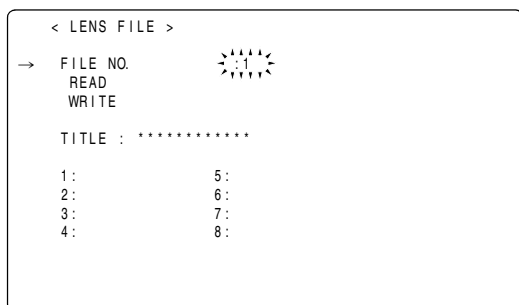 < LENS FILE >
→ FILE NO. :1
READ
WRITE
TITLE : ************
1: 5:
2: 6:
3: 7:
4: 8: